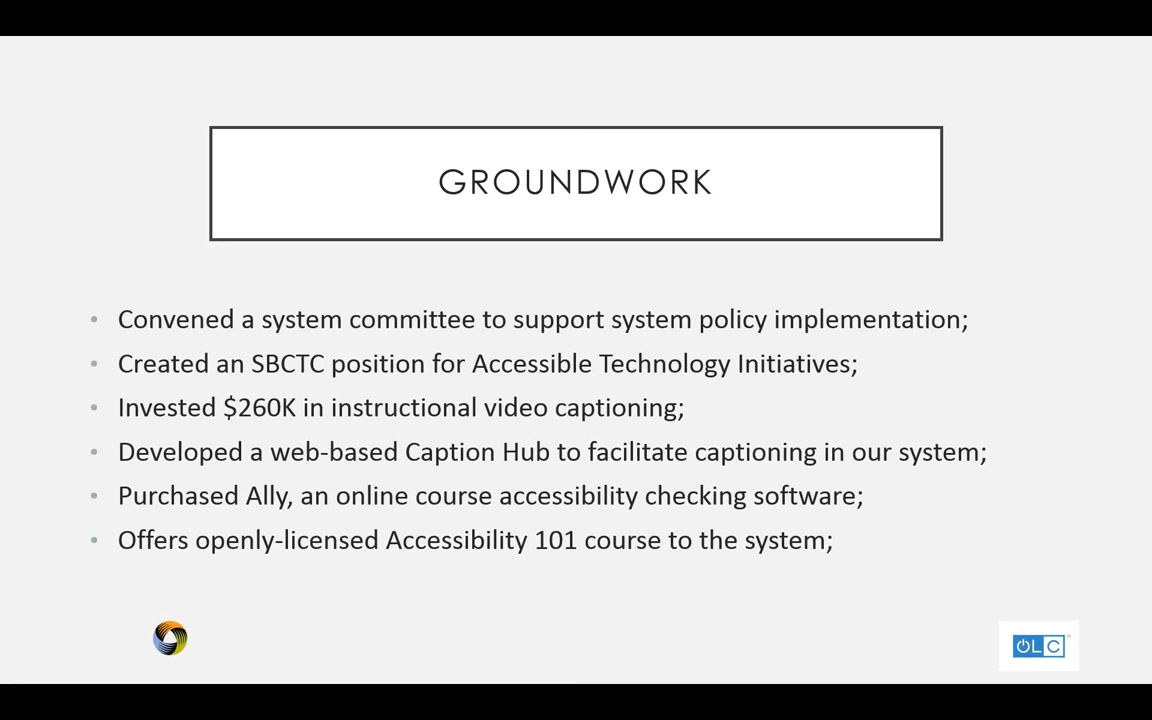 GROUNDWORK
• Convened a system committee to support system policy implementation;
• Created an SBCTC position for Accessible Technology Initiatives;
• Invested $260K in instructional video captioning;
• Developed a web-based Caption Hub to facilitate captioning in our system;
• Purchased Ally, an online course accessibility checking software;
• Offers openly-licensed Accessibility 101 course to the system;
OLC™